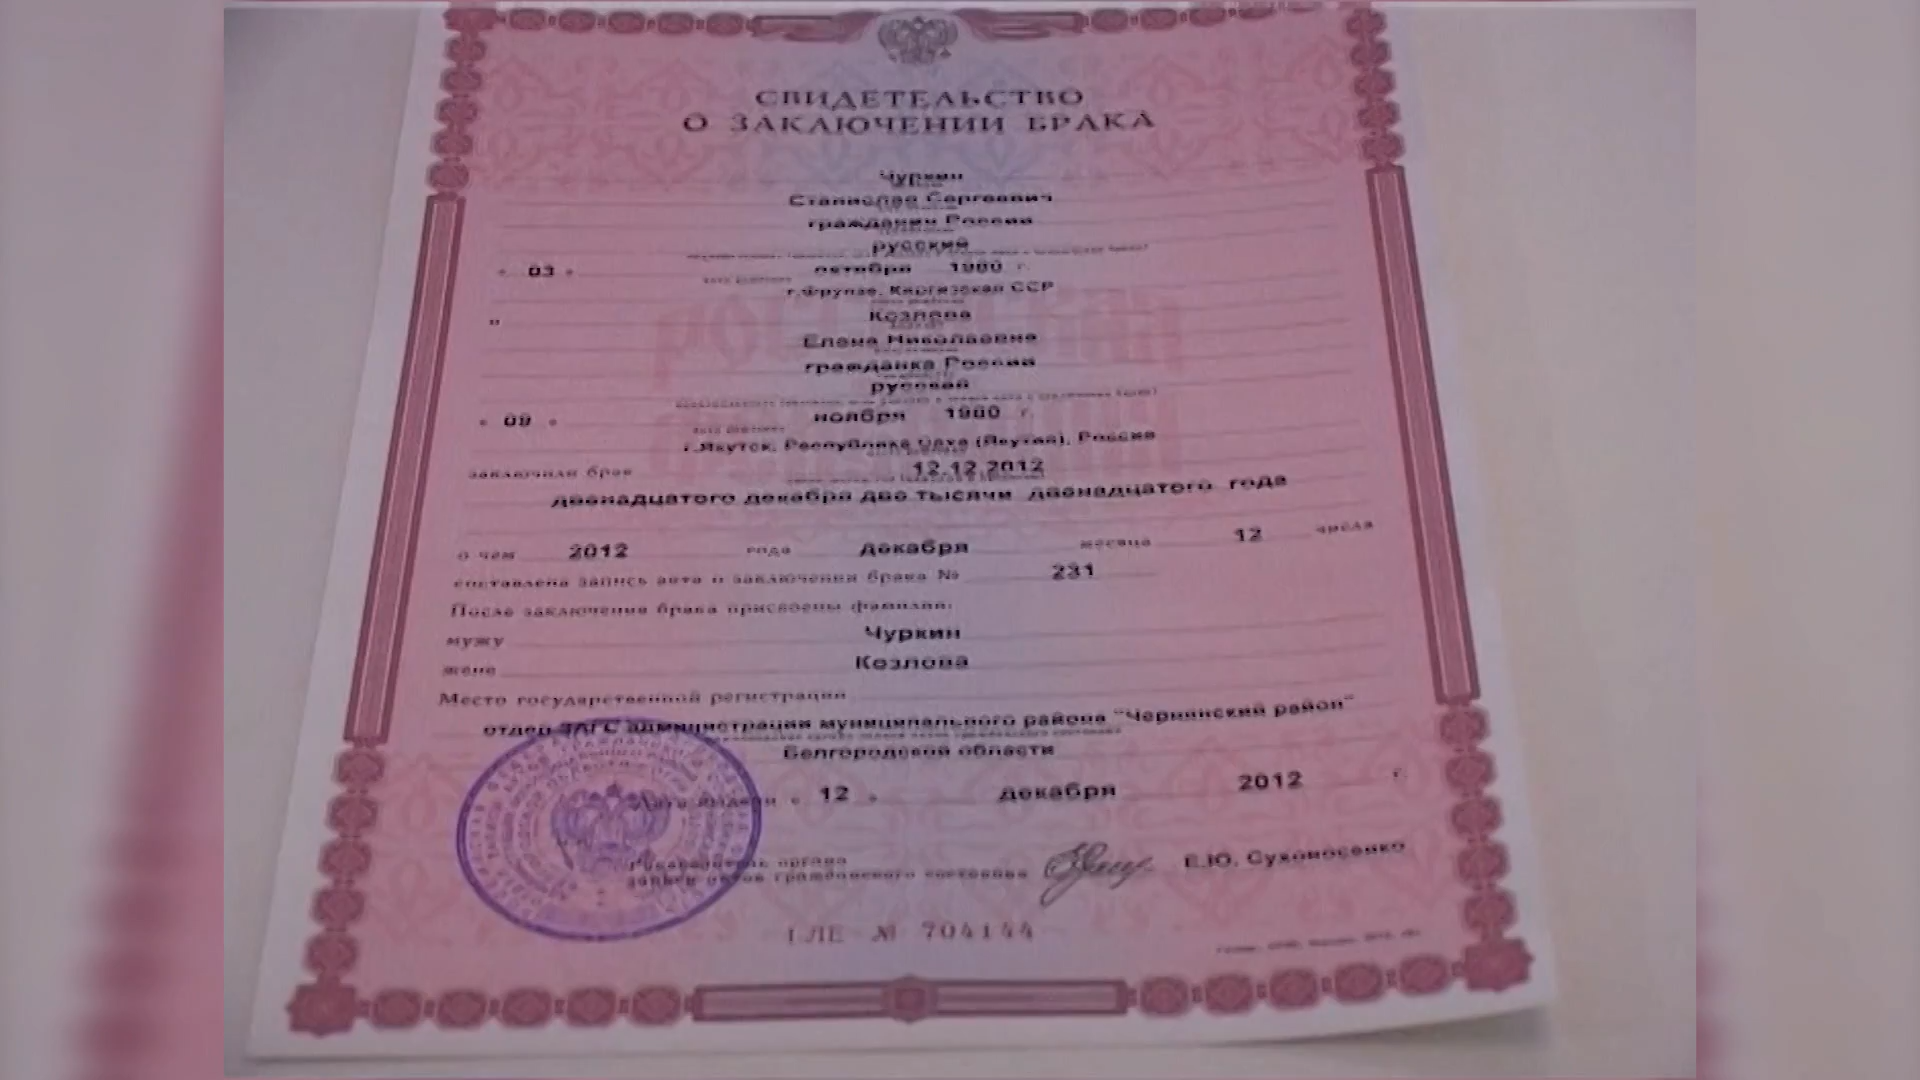 СВИДЕТЕЛЬСТВО
О ЗАКЛЮЧЕНИИ БРАКА
Чуркин
Станислав Сергеевич
гражданин России
русский
" 03 " октября 1980 г.
г.Фрунзе, Киргизская ССР
и Козлова
Елена Николаевна
гражданка России
русская
" 09 " ноября 1980 г.
г.Якутск, Республика Саха (Якутия), Россия
заключили брак 12.12.2012
двенадцатого декабря две тысячи двенадцатого года
о чем 2012 года декабря месяца 12 числа
составлена запись акта о заключении брака № 231
После заключения брака присвоены фамилии:
мужу Чуркин
жене Козлова
Место государственной регистрации
отдел ЗАГС администрации муниципального района "Чернянский район"
Белгородской области
Дата выдачи " 12 " декабря 2012 г.
Руководитель органа
записи актов гражданского состояния Е.Ю. Сухоносенко
I ЛЕ № 704144